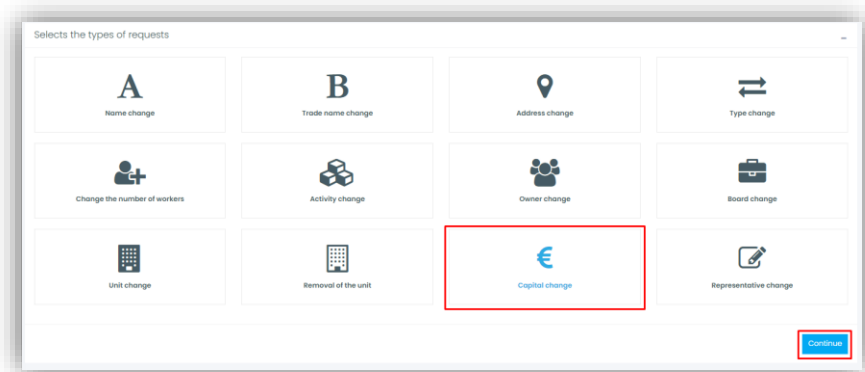 Selects the types of requests
A
Name change
B
Trade name change
Address change
Type change
Change the number of workers
Activity change
Owner change
Board change
Unit change
Removal of the unit
€
Capital change
Representative change
Continue